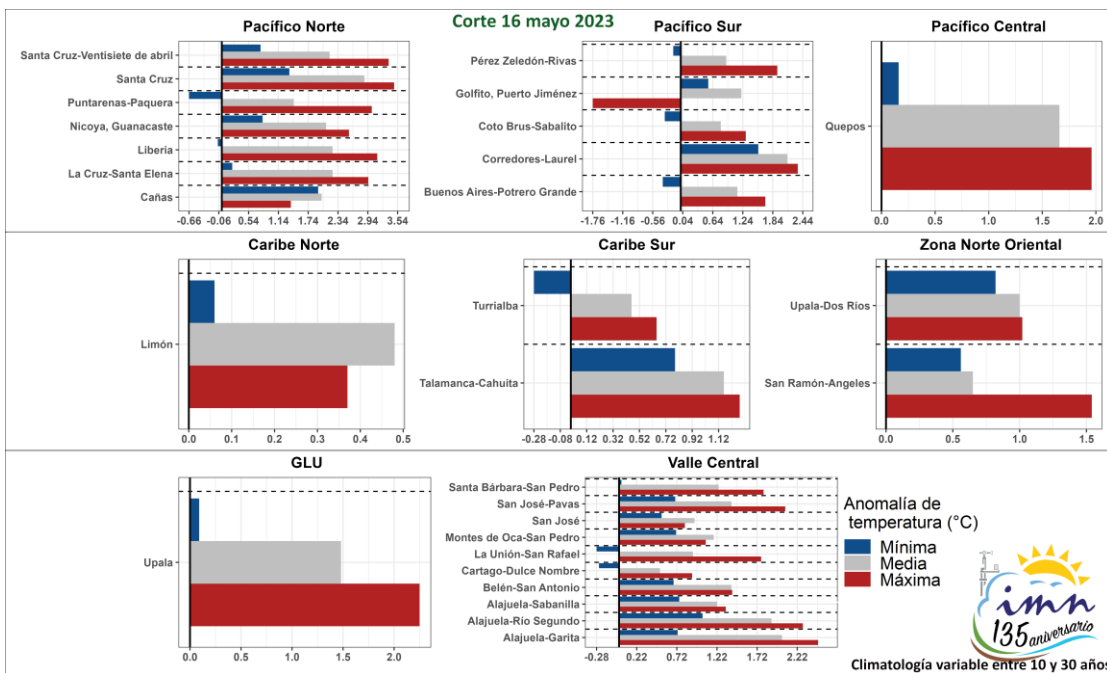 Pacífico Norte
Corte 16 mayo 2023
Pacífico Sur
Pacífico Central
Santa Cruz-Ventisiete de abril
Santa Cruz
Puntarenas-Paquera
Nicoya, Guanacaste
Liberia
La Cruz-Santa Elena
Cañas
-0.66 -0.06 0.54 1.14 1.74 2.34 2.94 3.54
Pérez Zeledón-Rivas
Golfito, Puerto Jiménez
Coto Brus-Sabalito
Corredores-Laurel
Buenos Aires-Potrero Grande
-1.76 -1.16 -0.56 0.04 0.64 1.24 1.84 2.44
Quepos
0.0 0.5 1.0 1.5 2.0
Caribe Norte
Caribe Sur
Zona Norte Oriental
Limón
0.0 0.1 0.2 0.3 0.4 0.5
Turrialba
Talamanca-Cahuita
-0.28 -0.08 0.12 0.32 0.52 0.72 0.92 1.12
Upala-Dos Ríos
San Ramón-Angeles
0.0 0.5 1.0 1.5
GLU
Valle Central
Upala
0.0 0.5 1.0 1.5 2.0
Santa Bárbara-San Pedro
San José-Pavas
San José
Montes de Oca-San Pedro
La Unión-San Rafael
Cartago-Dulce Nombre
Belén-San Antonio
Alajuela-Sabanilla
Alajuela-Río Segundo
Alajuela-Garita
-0.28 0.22 0.72 1.22 1.72 2.22
Anomalía de
temperatura (°C)
Mínima
Media
Máxima
imn
135 aniversario
Climatología variable entre 10 y 30 años